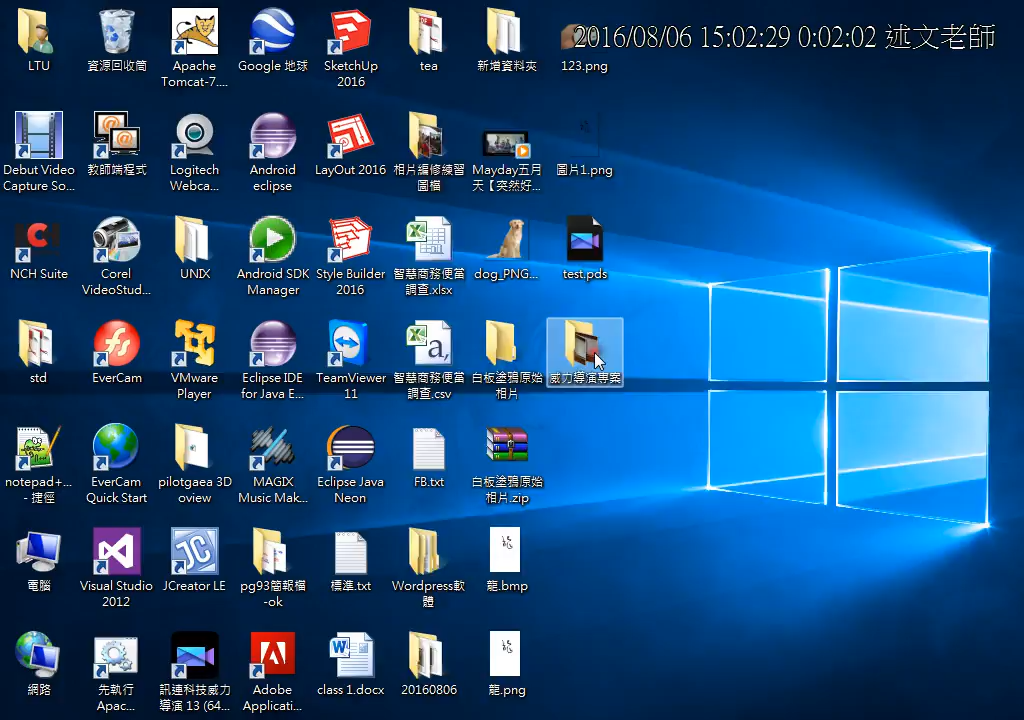 2016/08/06 15:02:29 0:02:02 述文老師
LTU
資源回收筒
Apache
Tomcat-7....
Google 地球
SketchUp
2016
tea
新增資料夾
123.png
Debut Video
Capture So...
教師端程式
Logitech
Webca...
Android
eclipse
LayOut 2016
相片編修練習
圖檔
Mayday五月
天【突然好...
圖片1.png
NCH Suite
Corel
VideoStud...
UNIX
Android SDK
Manager
Style Builder
2016
智慧商務便當
調查.xlsx
dog_PNG...
test.pds
std
EverCam
VMware
Player
Eclipse IDE
for Java E...
TeamViewer
11
智慧商務便當
調查.csv
白板塗鴉原始
相片
威力導演專案
notepad+...
- 捷徑
EverCam
Quick Start
pilotgaea 3D
oview
MAGIX
Music Mak...
Eclipse Java
Neon
FB.txt
白板塗鴉原始
相片.zip
電腦
Visual Studio
2012
JCreator LE
pg93簡報檔
-ok
標準.txt
Wordpress軟
體
龍.bmp
網路
先執行
Apac...
訊連科技威力
導演 13 (64...
Adobe
Applicati...
class 1.docx
20160806
龍.png